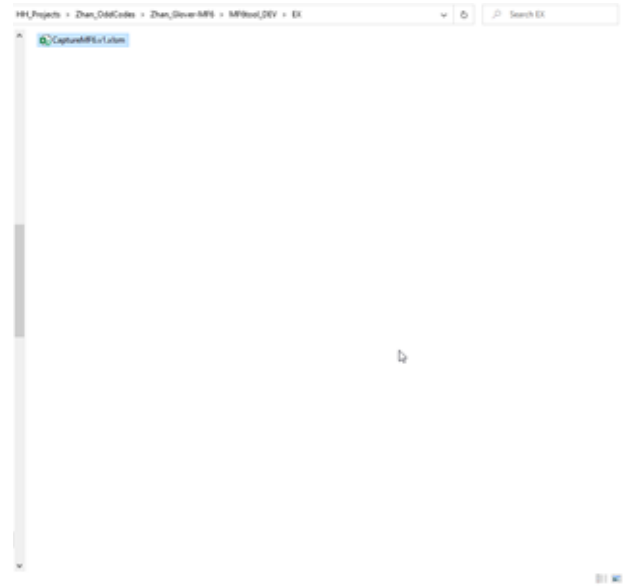 HH_Projects > Zhan_OddCodes > Zhan_Glover-MF6 > MF6tool_DEV > EX
Search EX
CaptureMF6.v1.xlsm